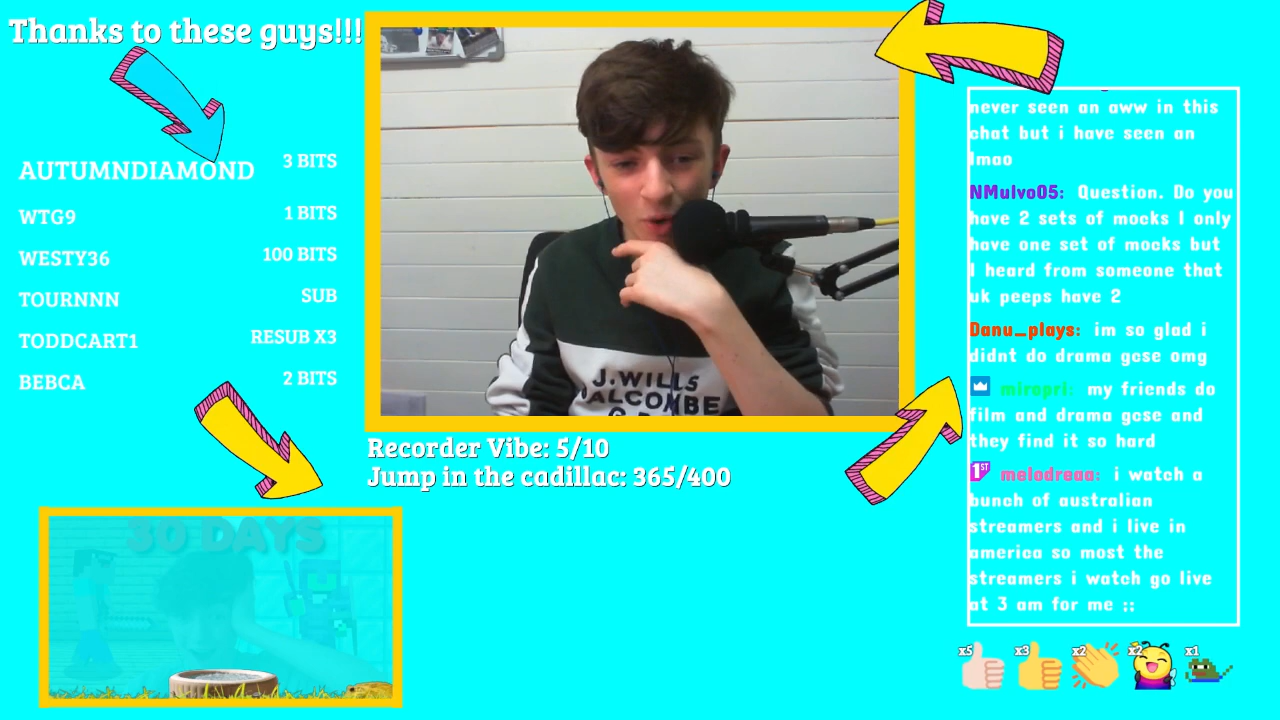 Thanks to these guys!!!
AUTUMNDIAMOND 3 BITS
WTG9 1 BITS
WESTY36 100 BITS
TOURNNN SUB
TODDCART1 RESUB X3
BEBCA 2 BITS
30 DAYS
J.WILLS
Recorder Vibe: 5/10
Jump in the cadillac: 365/400
never seen an aww in this
chat but i have seen an
lmao
NMulvo05: Question. Do you
have 2 sets of mocks I only
have one set of mocks but
I heard from someone that
uk peeps have 2
Danu_plays: im so glad i
didnt do drama gcse omg
miropri: my friends do
film and drama gcse and
they find it so hard
1ST melodreaa: i watch a
bunch of australian
streamers and i live in
america so most the
streamers i watch go live
at 3 am for me ;;
x5 x3 x2 x2 x1